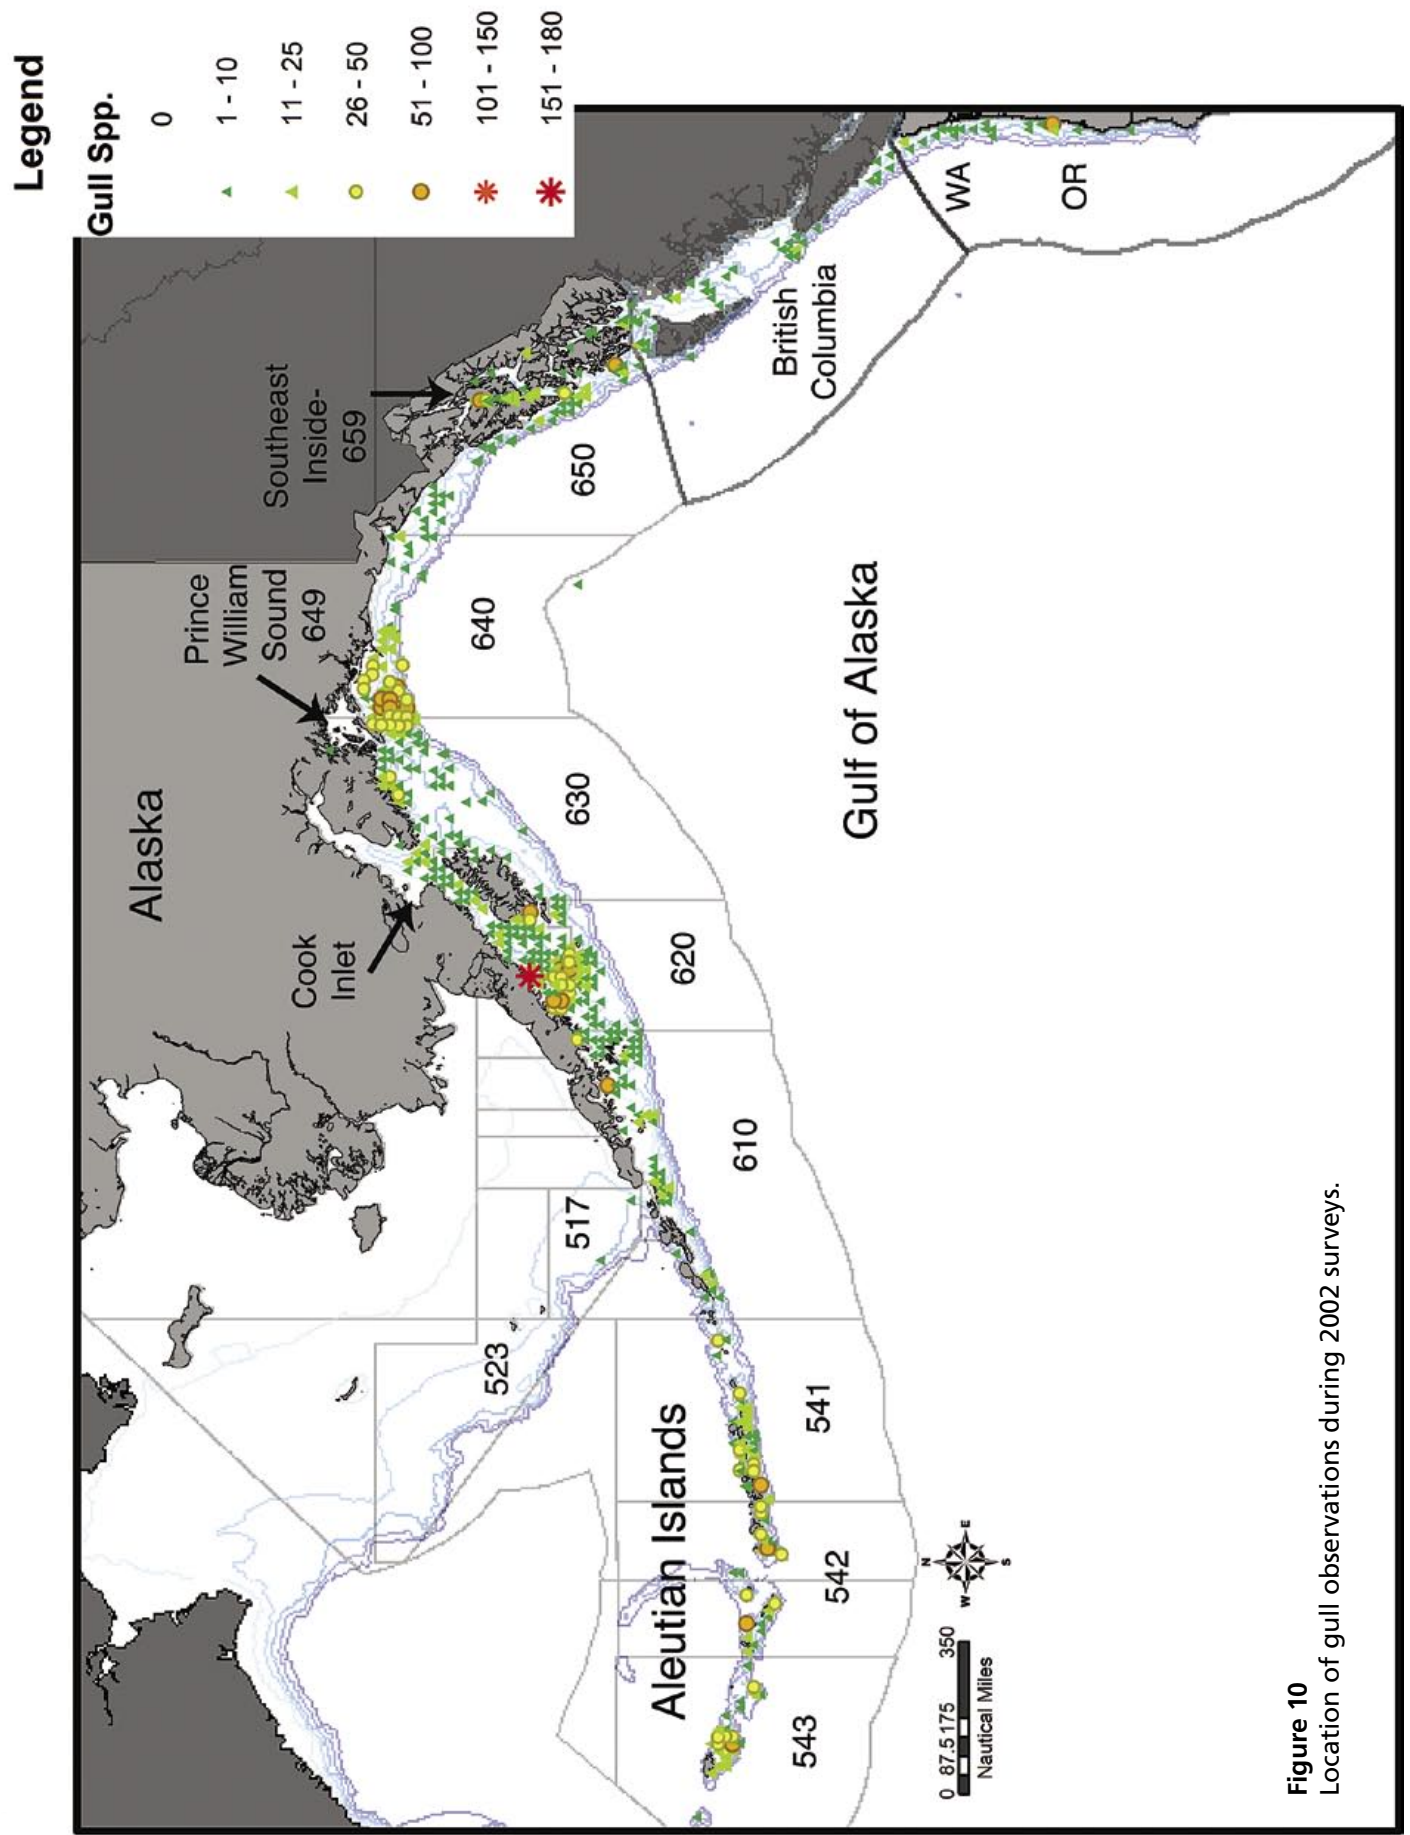 Legend
Gull Spp.
0
1 - 10
11 - 25
26 - 50
51 - 100
101 - 150
151 - 180
Alaska
Prince
William
Sound
649
Southeast
Inside-
659
Cook
Inlet
British
Columbia
WA
OR
650
640
630
620
610
517
523
541
542
543
Gulf of Alaska
Aleutian Islands
N
W
E
S
0 87.5 175 350
Nautical Miles
Figure 10
Location of gull observations during 2002 surveys.